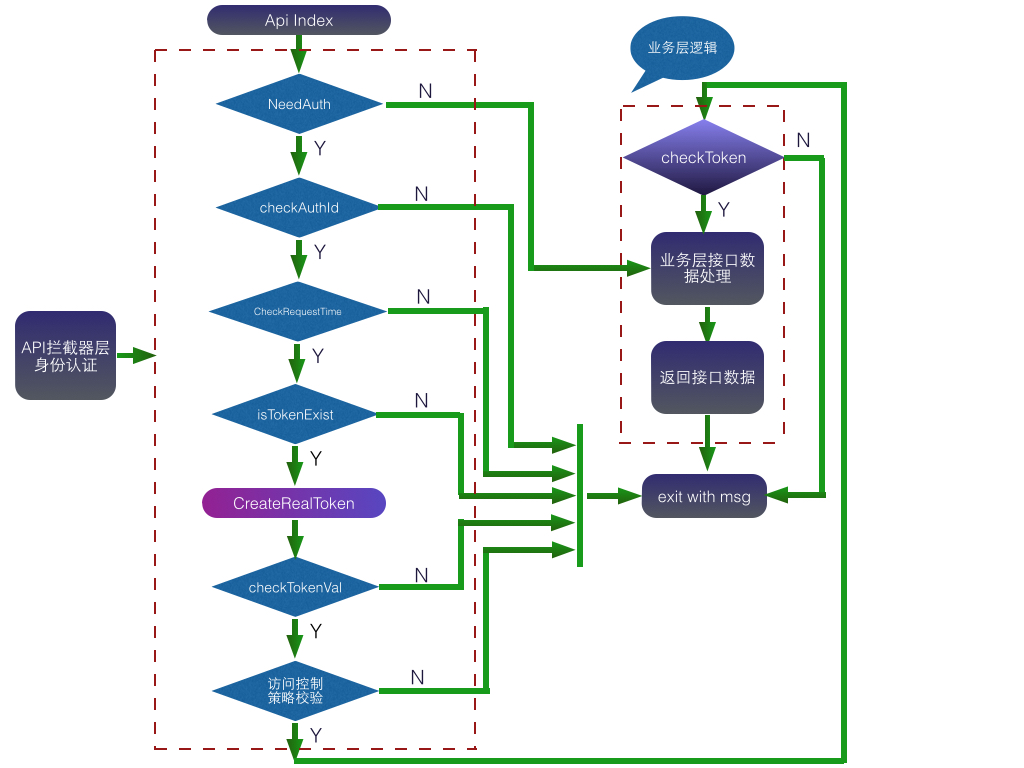 Api Index
业务层逻辑
NeedAuth
N
Y
checkToken
N
Y
checkAuthId
N
Y
业务层接口数
据处理
CheckRequestTime
N
Y
API拦截器层
身份认证
返回接口数据
isTokenExist
N
Y
CreateRealToken
exit with msg
checkTokenVal
N
Y
访问控制
策略校验
N
Y